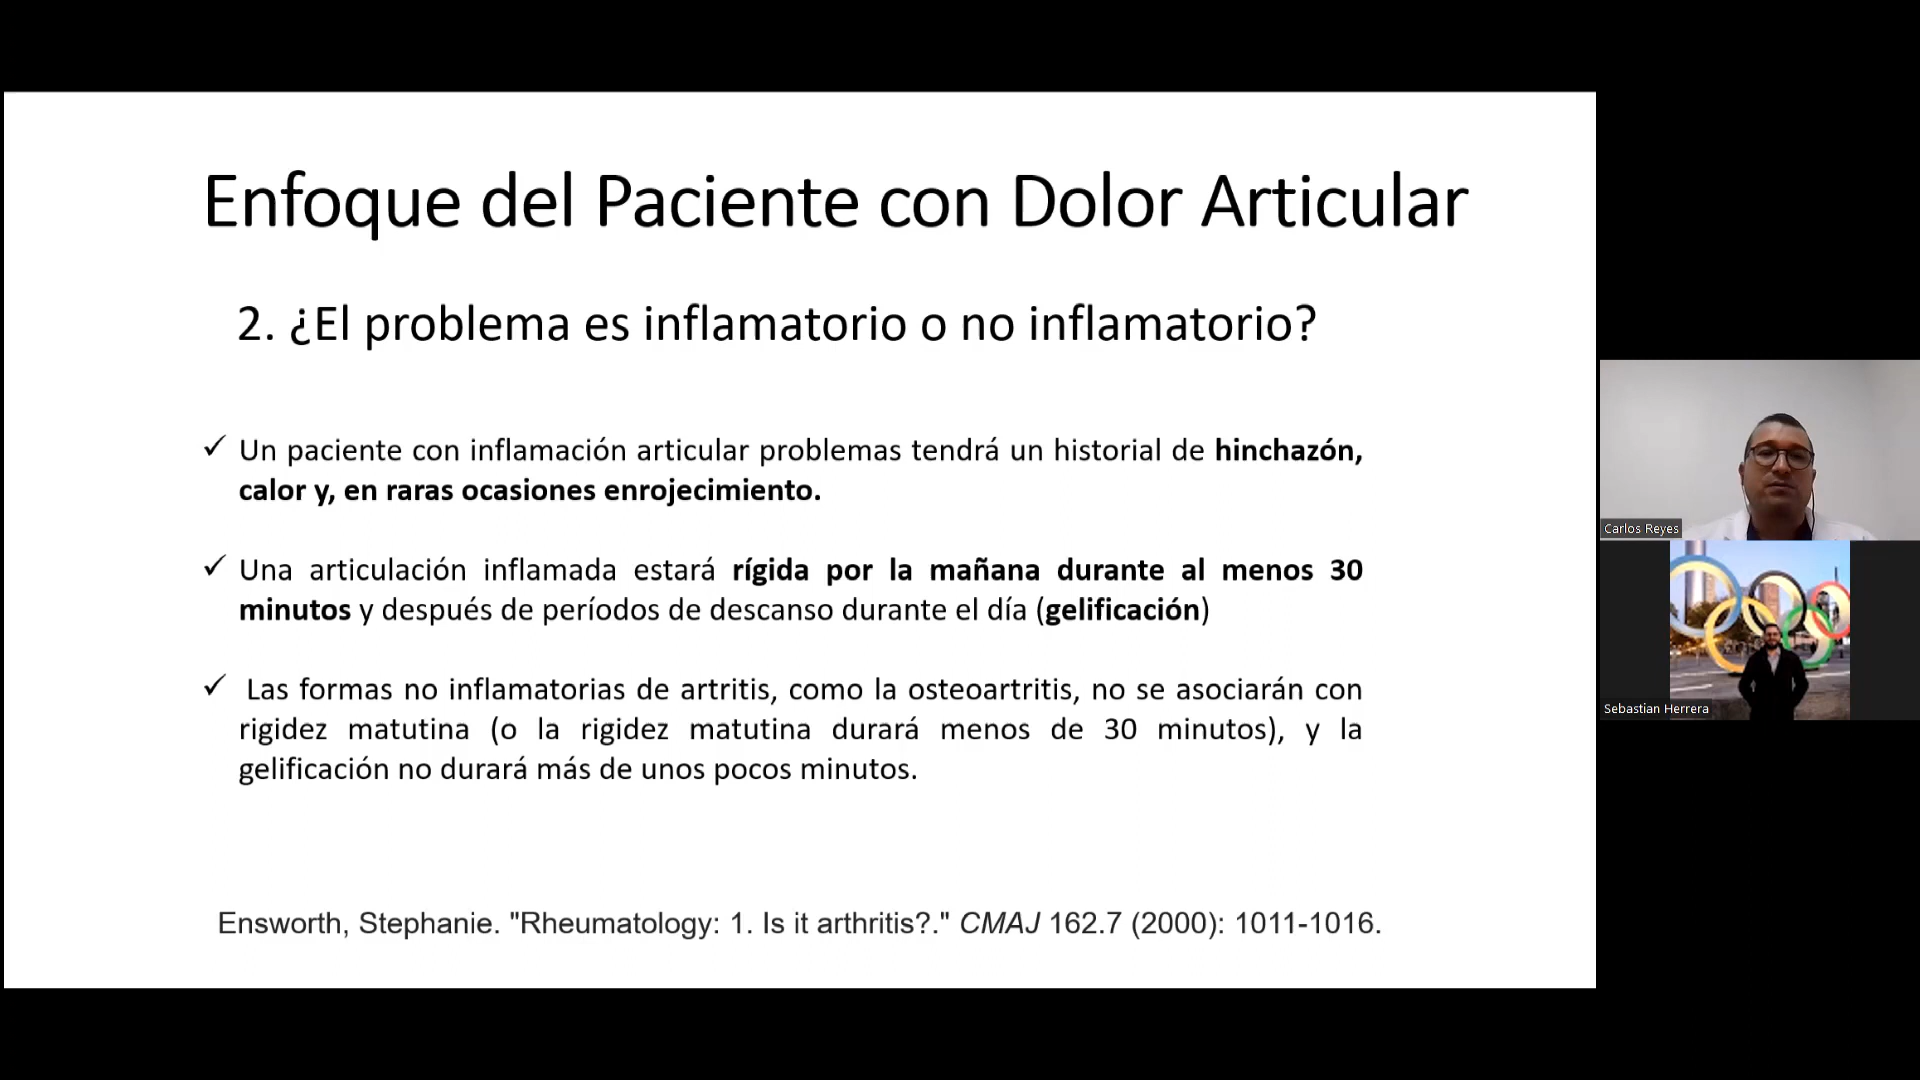 Enfoque del Paciente con Dolor Articular
2. ¿El problema es inflamatorio o no inflamatorio?
✓ Un paciente con inflamación articular problemas tendrá un historial de hinchazón,
calor y, en raras ocasiones enrojecimiento.
✓ Una articulación inflamada estará rígida por la mañana durante al menos 30
minutos y después de períodos de descanso durante el día (gelificación)
✓ Las formas no inflamatorias de artritis, como la osteoartritis, no se asociarán con
rigidez matutina (o la rigidez matutina durará menos de 30 minutos), y la
gelificación no durará más de unos pocos minutos.
Ensworth, Stephanie. "Rheumatology: 1. Is it arthritis?." CMAJ 162.7 (2000): 1011-1016.
Carlos Reyes
Sebastian Herrera